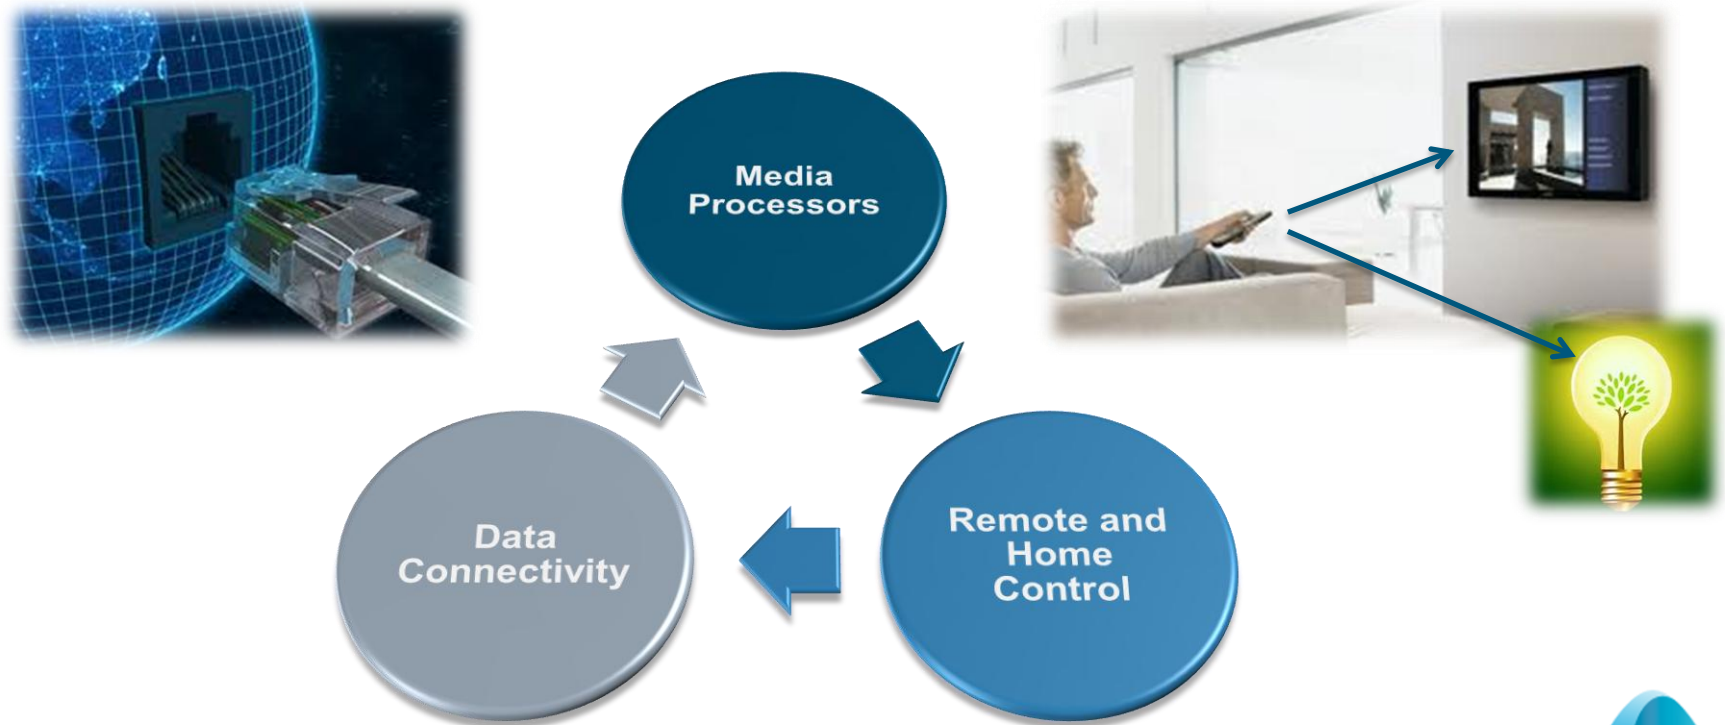 Media
Processors
Data
Connectivity
Remote and
Home
Control